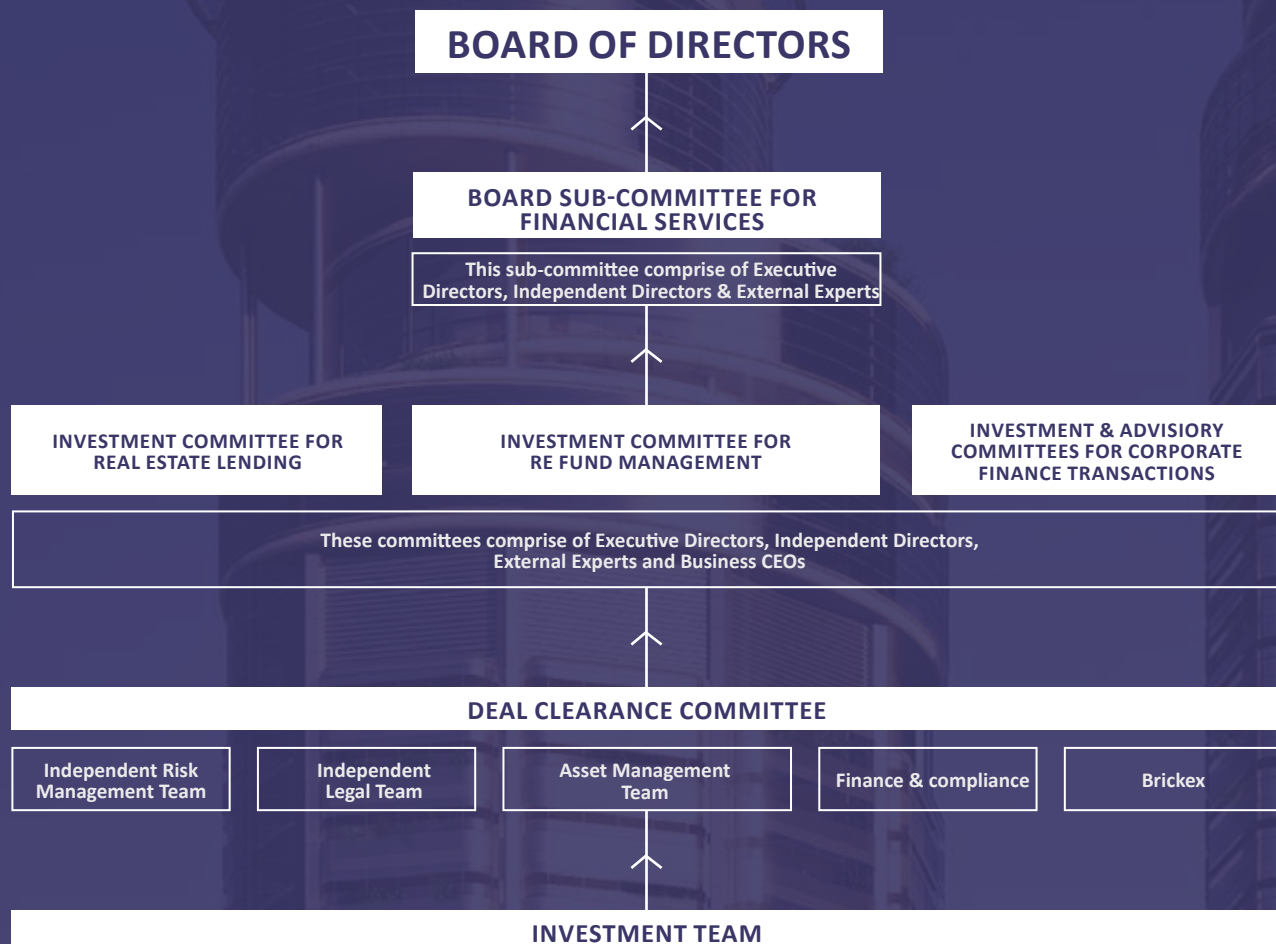 BOARD OF DIRECTORS
BOARD SUB-COMMITTEE FOR
FINANCIAL SERVICES
This sub-committee comprise of Executive
Directors, Independent Directors & External Experts
INVESTMENT COMMITTEE FOR
REAL ESTATE LENDING
INVESTMENT COMMITTEE FOR
RE FUND MANAGEMENT
INVESTMENT & ADVISIORY
COMMITTEES FOR CORPORATE
FINANCE TRANSACTIONS
These committees comprise of Executive Directors, Independent Directors,
External Experts and Business CEOs
DEAL CLEARANCE COMMITTEE
Independent Risk
Management Team
Independent
Legal Team
Asset Management
Team
Finance & compliance
Brickex
INVESTMENT TEAM